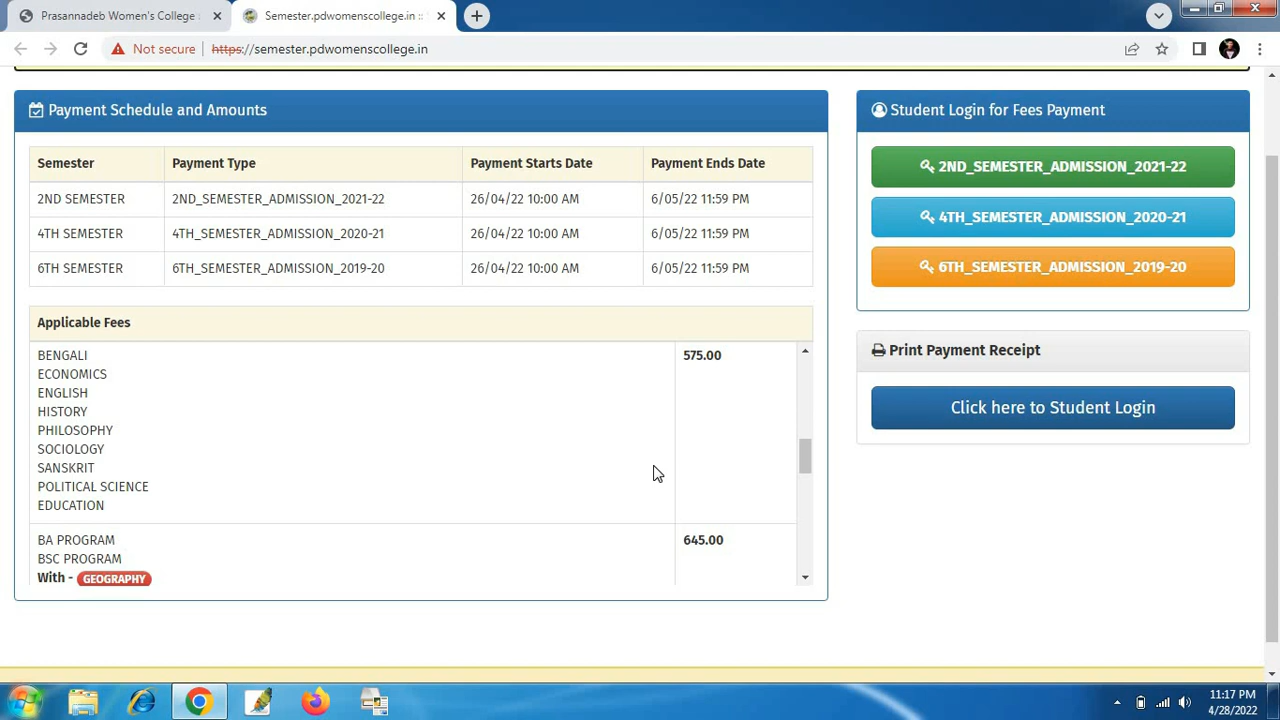 Prasannadeb Women's College
Semester.pdwomenscollege.in ::
Not secure
https://semester.pdwomenscollege.in
Payment Schedule and Amounts
Semester Payment Type Payment Starts Date Payment Ends Date
2ND SEMESTER 2ND_SEMESTER_ADMISSION_2021-22 26/04/22 10:00 AM 6/05/22 11:59 PM
4TH SEMESTER 4TH_SEMESTER_ADMISSION_2020-21 26/04/22 10:00 AM 6/05/22 11:59 PM
6TH SEMESTER 6TH_SEMESTER_ADMISSION_2019-20 26/04/22 10:00 AM 6/05/22 11:59 PM
Applicable Fees
BENGALI 575.00
ECONOMICS
ENGLISH
HISTORY
PHILOSOPHY
SOCIOLOGY
SANSKRIT
POLITICAL SCIENCE
EDUCATION
BA PROGRAM 645.00
BSC PROGRAM
With - GEOGRAPHY
Student Login for Fees Payment
2ND_SEMESTER_ADMISSION_2021-22
4TH_SEMESTER_ADMISSION_2020-21
6TH_SEMESTER_ADMISSION_2019-20
Print Payment Receipt
Click here to Student Login
11:17 PM
4/28/2022